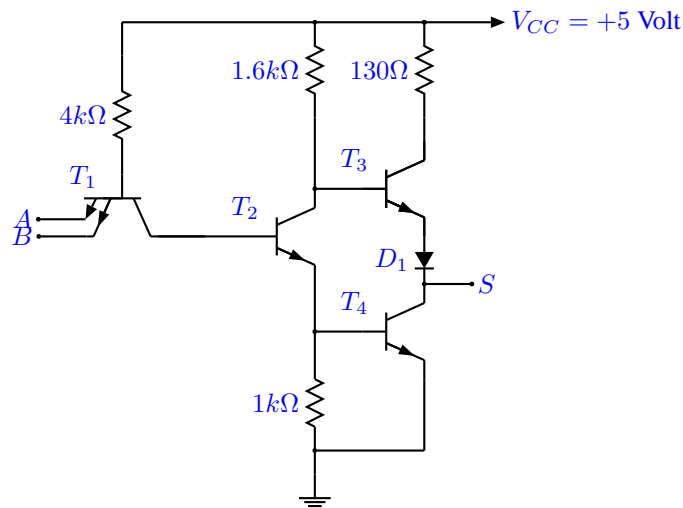 V_CC = +5 Volt
1.6kΩ
130Ω
4kΩ
T_3
T_1
T_2
A
B
D_1
S
T_4
1kΩ